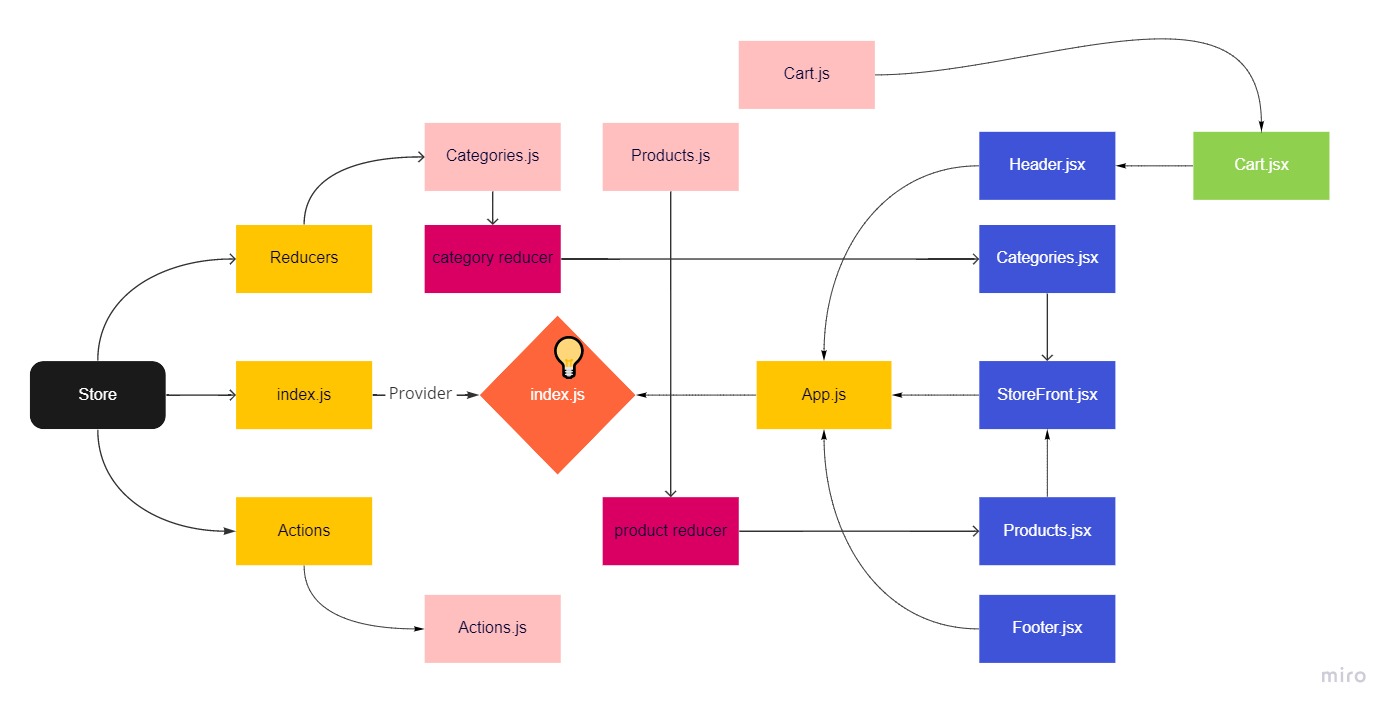 Cart.js
Categories.js
Products.js
Header.jsx
Cart.jsx
Reducers
category reducer
Categories.jsx
Store
index.js
Provider
index.js
App.js
StoreFront.jsx
Actions
product reducer
Products.jsx
Actions.js
Footer.jsx
miro